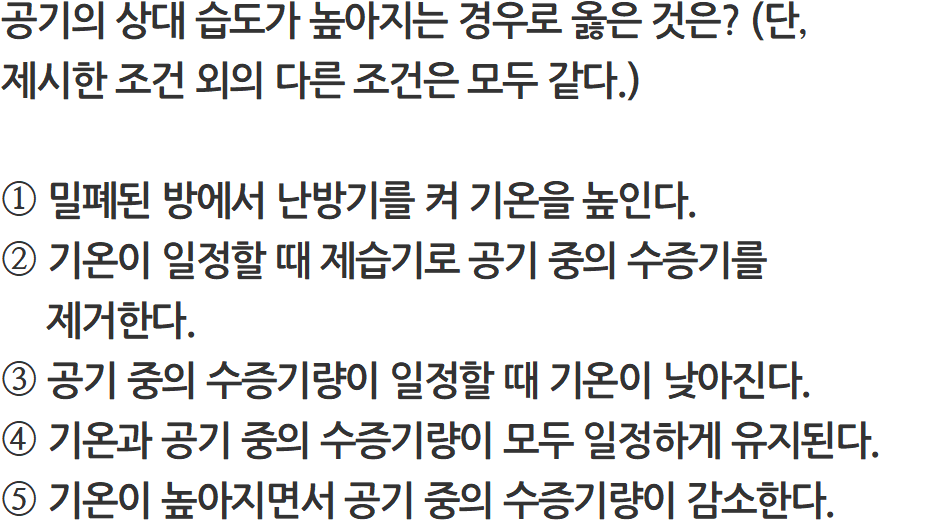 공기의 상대 습도가 높아지는 경우로 옳은 것은? (단,
제시한 조건 외의 다른 조건은 모두 같다.)
① 밀폐된 방에서 난방기를 켜 기온을 높인다.
② 기온이 일정할 때 제습기로 공기 중의 수증기를
제거한다.
③ 공기 중의 수증기량이 일정할 때 기온이 낮아진다.
④ 기온과 공기 중의 수증기량이 모두 일정하게 유지된다.
⑤ 기온이 높아지면서 공기 중의 수증기량이 감소한다.